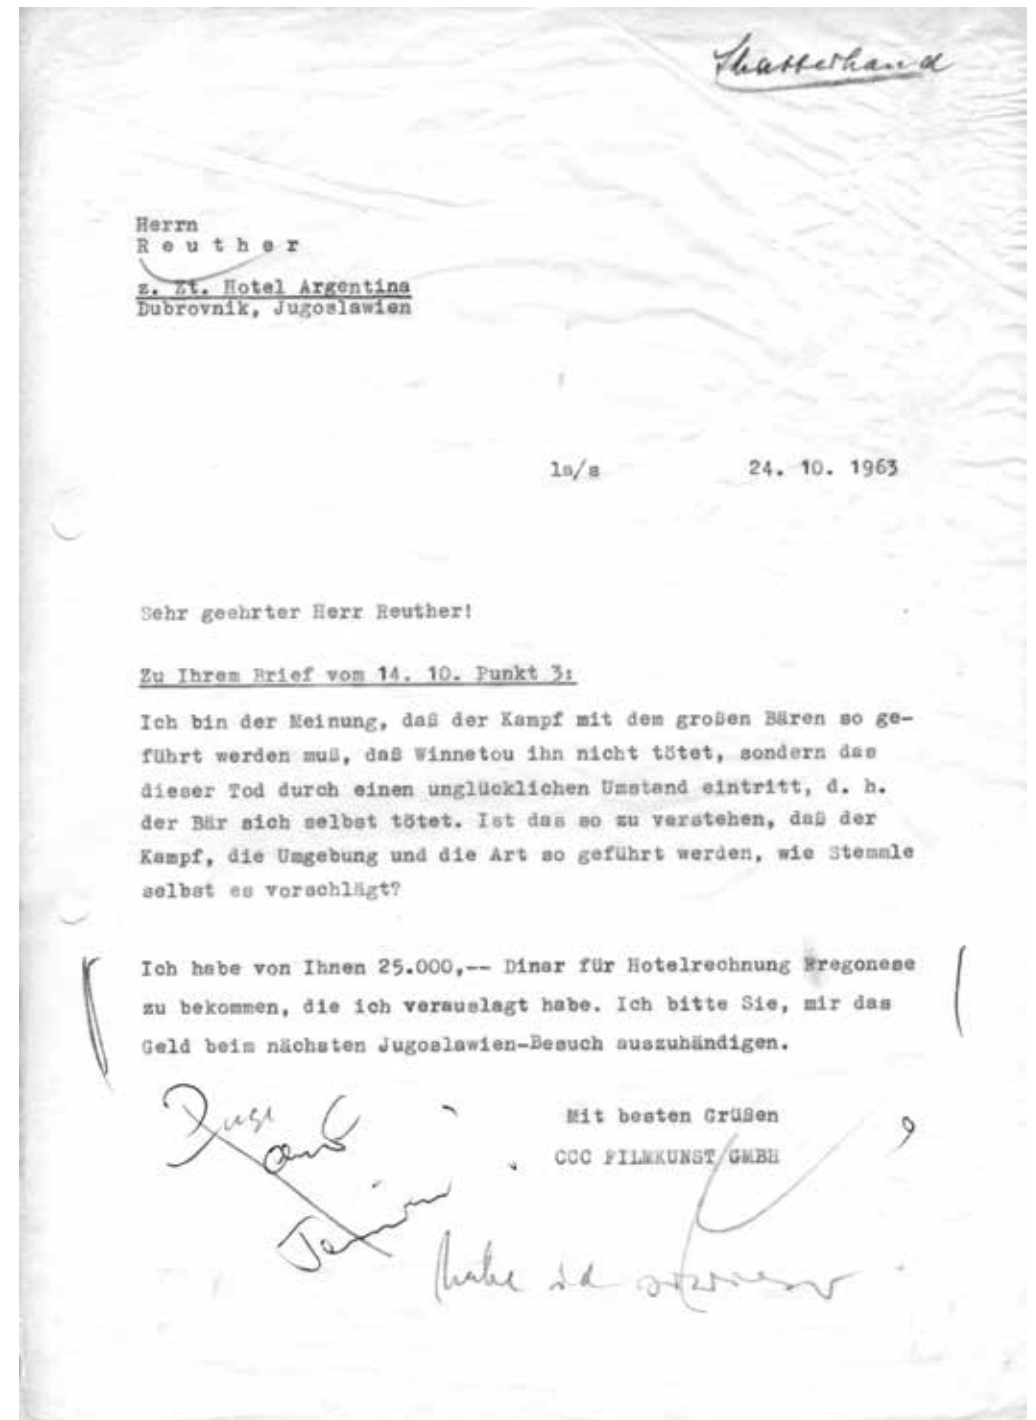 Shatterhand
Herrn
R e u t h e r
z. Zt. Hotel Argentina
Dubrovnik, Jugoslawien
la/s 24. 10. 1963
Sehr geehrter Herr Reuther!
Zu Ihrem Brief vom 14. 10. Punkt 3:
Ich bin der Meinung, daß der Kampf mit dem großen Bären so ge-
führt werden muß, daß Winnetou ihn nicht tötet, sondern das
dieser Tod durch einen unglücklichen Umstand eintritt, d. h.
der Bär sich selbst tötet. Ist das so zu verstehen, daß der
Kampf, die Umgebung und die Art so geführt werden, wie Stemmle
selbst es vorschlägt?
Ich habe von Ihnen 25.000,-- Dinar für Hotelrechnung Fregonese
zu bekommen, die ich verauslagt habe. Ich bitte Sie, mir das
Geld beim nächsten Jugoslawien-Besuch auszuhändigen.
Mit besten Grüßen
CCC FILMKUNST GMBH
habe